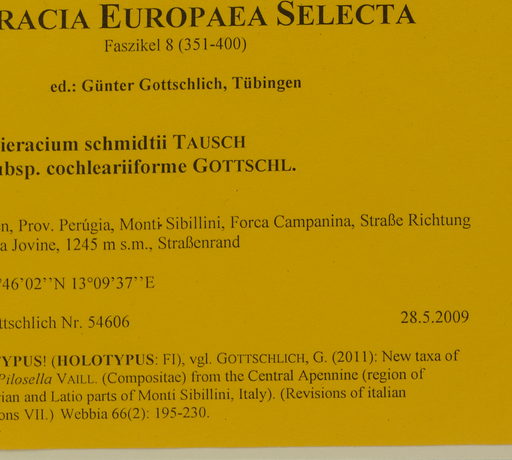 RACIA EUROPAEA SELECTA
Faszikel 8 (351-400)
ed.: Günter Gottschlich, Tübingen
ieracium schmidtii TAUSCH
ubsp. cochleariiforme GOTTSCHL.
n, Prov. Perúgia, Monti Sibillini, Forca Campanina, Straße Richtung
a Jovine, 1245 m s.m., Straßenrand
°46’02’’N 13°09’37’’E
ttschlich Nr. 54606 28.5.2009
YPUS! (HOLOTYPUS: FI), vgl. GOTTSCHLICH, G. (2011): New taxa of
Pilosella VAILL. (Compositae) from the Central Apennine (region of
rian and Latio parts of Monti Sibillini, Italy). (Revisions of italian
ons VII.) Webbia 66(2): 195-230.